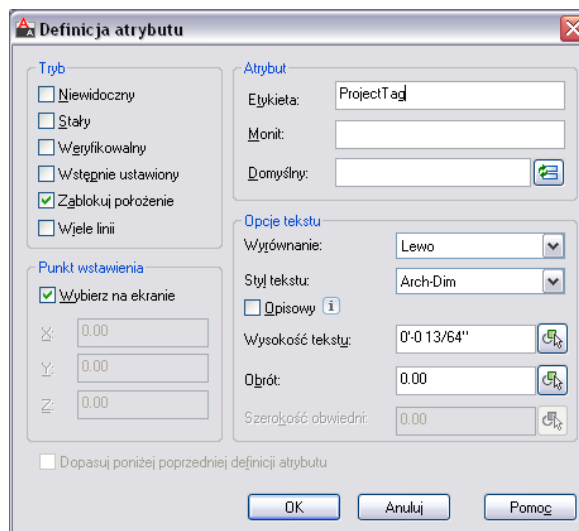 Definicja atrybutu
Tryb
Niewidoczny
Stały
Weryfikowalny
Wstępnie ustawiony
Zablokuj położenie
Wiele linii
Punkt wstawienia
Wybierz na ekranie
X: 0.00
Y: 0.00
Z: 0.00
Atrybut
Etykieta: ProjectTag
Monit:
Domyślny:
Opcje tekstu
Wyrównanie: Lewo
Styl tekstu: Arch-Dim
Opisowy i
Wysokość tekstu: 0'-0 13/64"
Obrót: 0.00
Szerokość obwiedni: 0.00
Dopasuj poniżej poprzedniej definicji atrybutu
OK Anuluj Pomoc